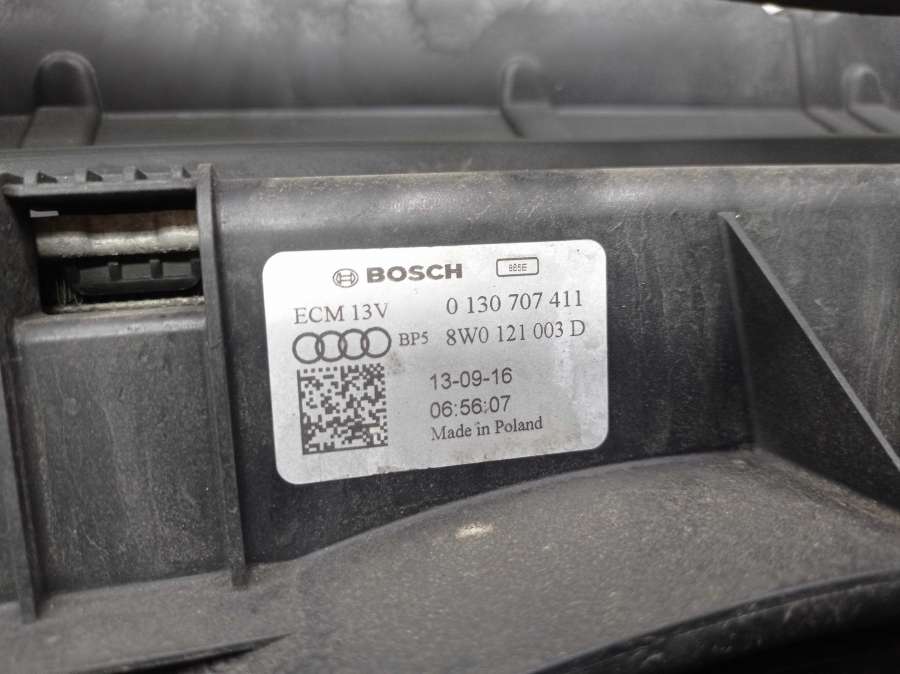 BOSCH
ECM 13V 0 130 707 411
BP5 8W0 121 003 D
13-09-16
06:56:07
Made in Poland